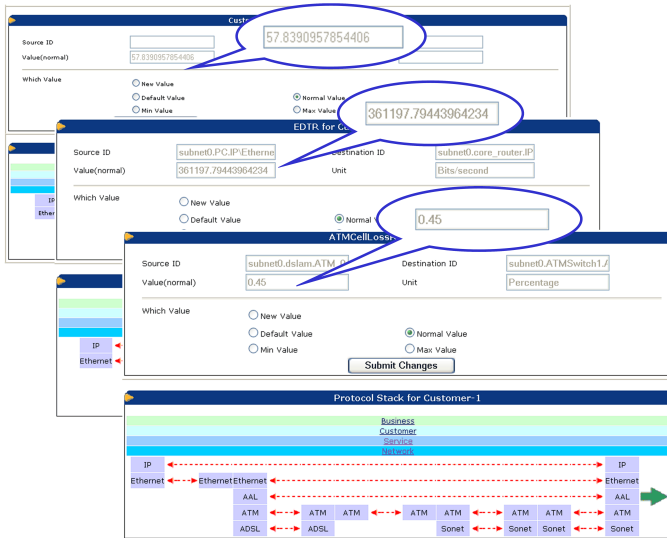 Custo
57.8390957854406
Source ID
Value(normal) 57.8390957854406
Which Value
New Value
Default Value Normal Value
Min Value Max Value
361197.79443964234
EDTR for Cu
Source ID subnet0.PC.IP\Etherne Destination ID subnet0.core_router.IP
Value(normal) 361197.79443964234 Unit Bits/second
Which Value
New Value
Default Value Normal V
0.45
IP
Ether
ATMCellLoss
Source ID subnet0.dslam.ATM_0 Destination ID subnet0.ATMSwitch1.A
Value(normal) 0.45 Unit Percentage
Which Value
New Value
Default Value Normal Value
Min Value Max Value
Submit Changes
IP
Ethernet
Protocol Stack for Customer-1
Business
Customer
Service
Network
IP IP
Ethernet Ethernet Ethernet Ethernet
AAL AAL
ATM ATM ATM ATM ATM ATM ATM ATM
ADSL ADSL Sonet Sonet Sonet Sonet